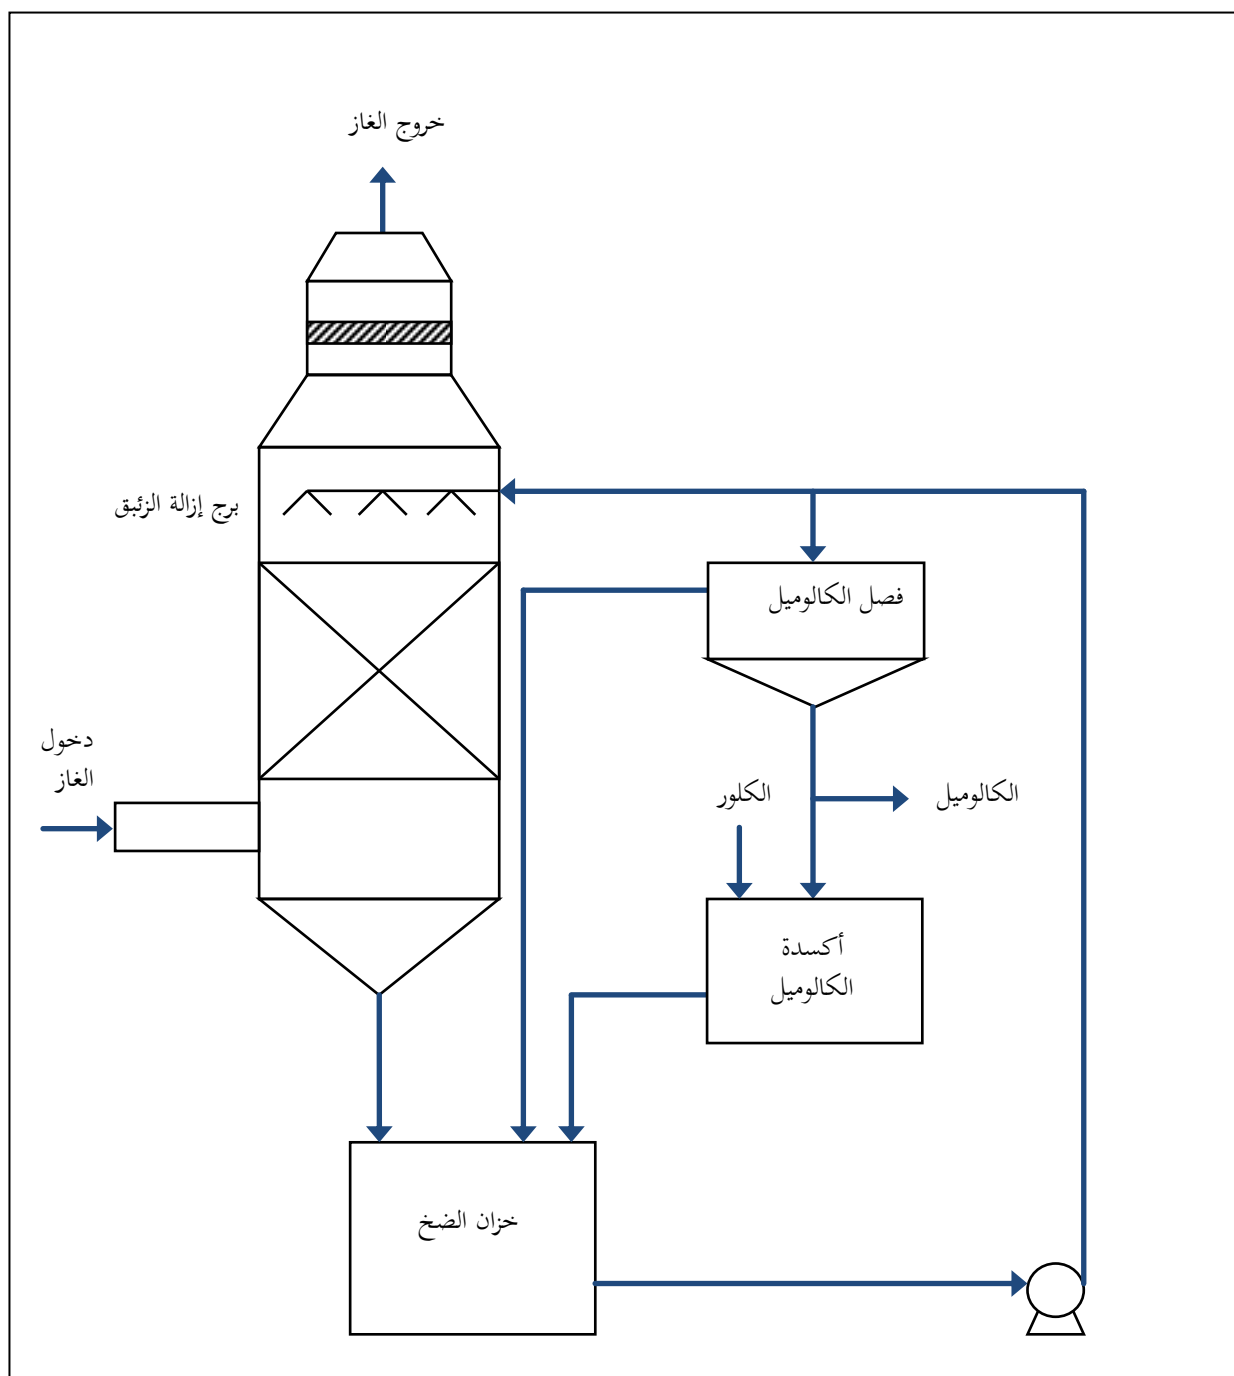 خروج الغاز
برج إزالة الزئبق
فصل الكالوميل
دخول
الغاز
الكلور
الكالوميل
أكسدة
الكالوميل
خزان الضخ